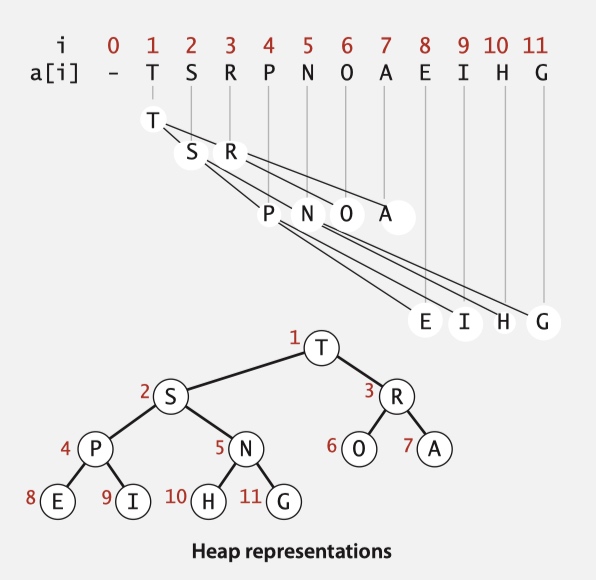 i 0 1 2 3 4 5 6 7 8 9 10 11
a[i] - T S R P N O A E I H G
T
S R
P N O A
E I H G
1 T
2 S 3 R
4 P 5 N 6 O 7 A
8 E 9 I 10 H 11 G
Heap representations